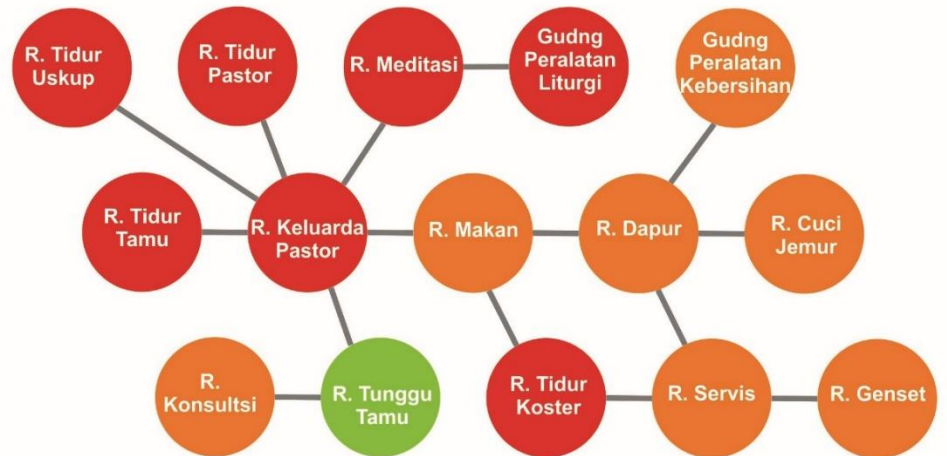 R. Tidur
Uskup
R. Tidur
Pastor
R. Meditasi
Gudng
Peralatan
Liturgi
Gudng
Peralatan
Kebersihan
R. Tidur
Tamu
R. Keluarda
Pastor
R. Makan
R. Dapur
R. Cuci
Jemur
R.
Konsultsi
R. Tunggu
Tamu
R. Tidur
Koster
R. Servis
R. Genset